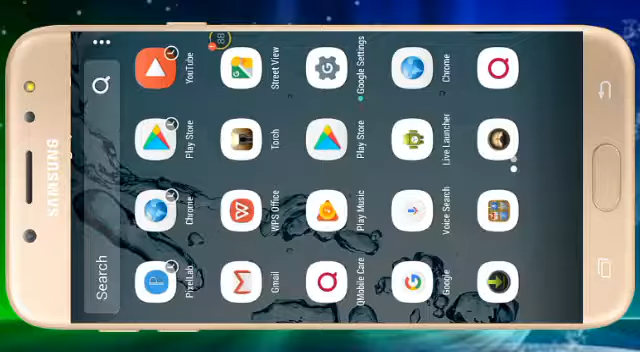 SAMSUNG
Search
PixelLab Chrome Play Store YouTube
88
Gmail WPS Office Torch Street View
QMobile Care Play Music Play Store Google Settings
Google Voice Search Live Launcher Chrome